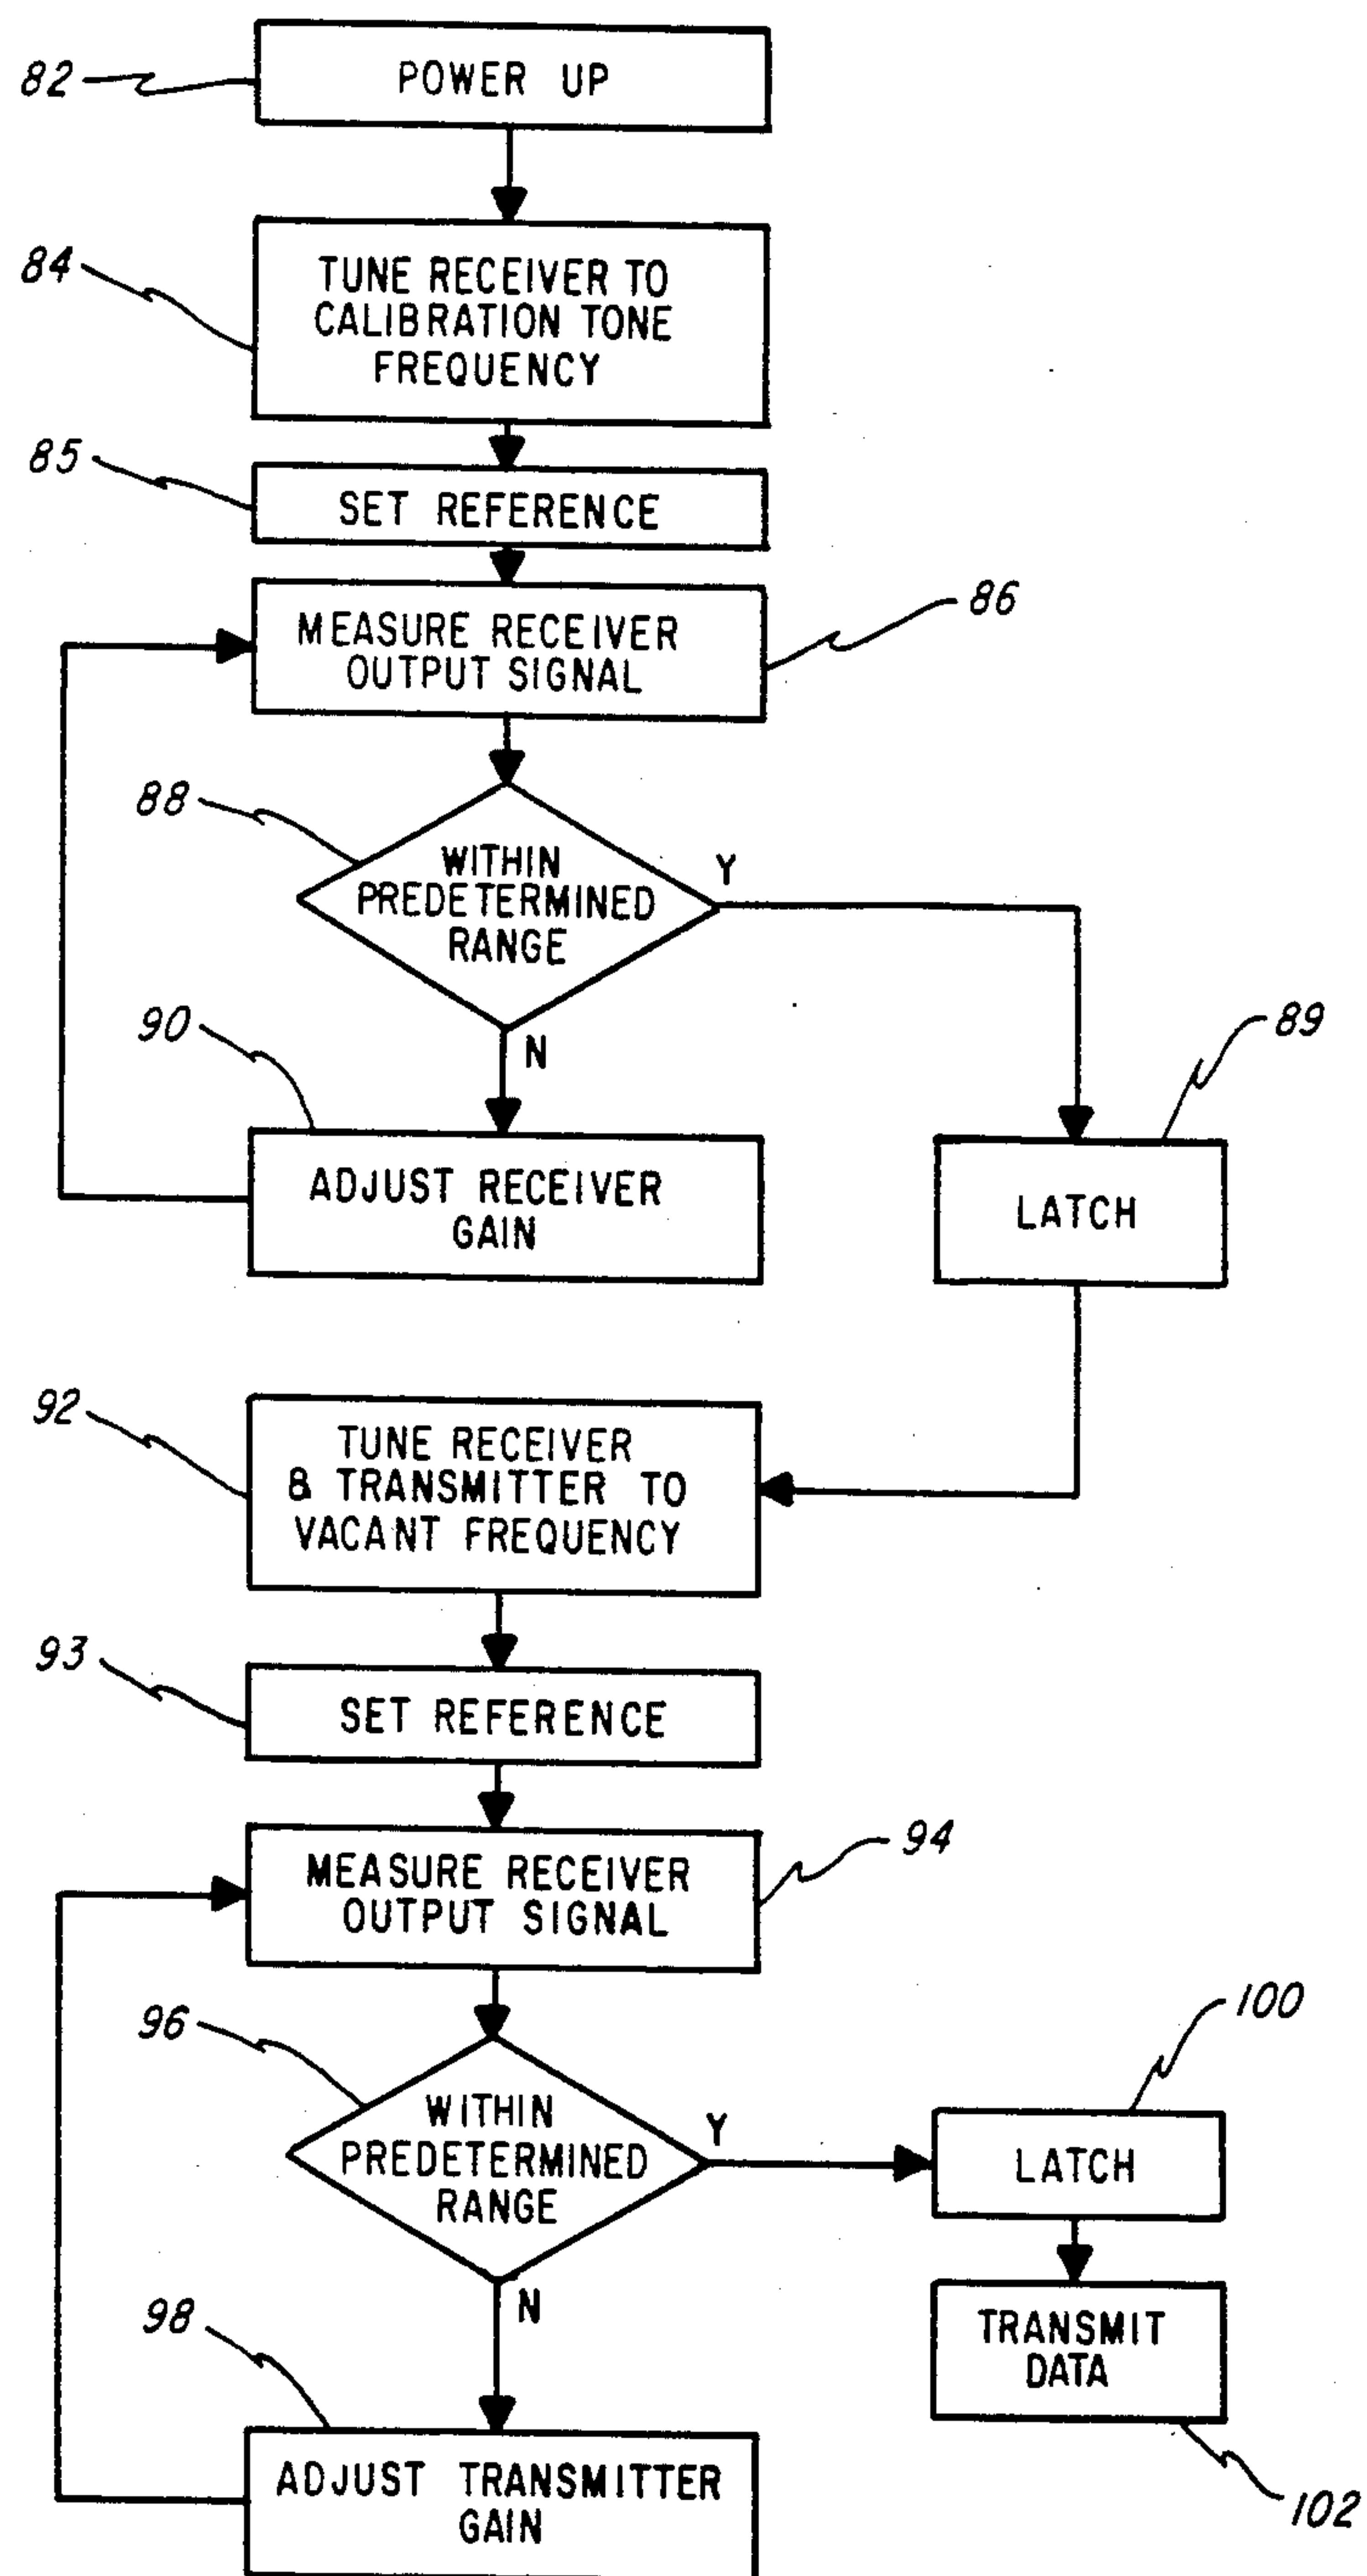 82
POWER UP
84
TUNE RECEIVER TO
CALIBRATION TONE
FREQUENCY
85
SET REFERENCE
86
MEASURE RECEIVER
OUTPUT SIGNAL
88
WITHIN
PREDETERMINED
RANGE
Y
N
90
89
ADJUST RECEIVER
GAIN
LATCH
92
TUNE RECEIVER
& TRANSMITTER TO
VACANT FREQUENCY
93
SET REFERENCE
94
MEASURE RECEIVER
OUTPUT SIGNAL
96
WITHIN
PREDETERMINED
RANGE
Y
N
100
LATCH
TRANSMIT
DATA
102
98
ADJUST TRANSMITTER
GAIN